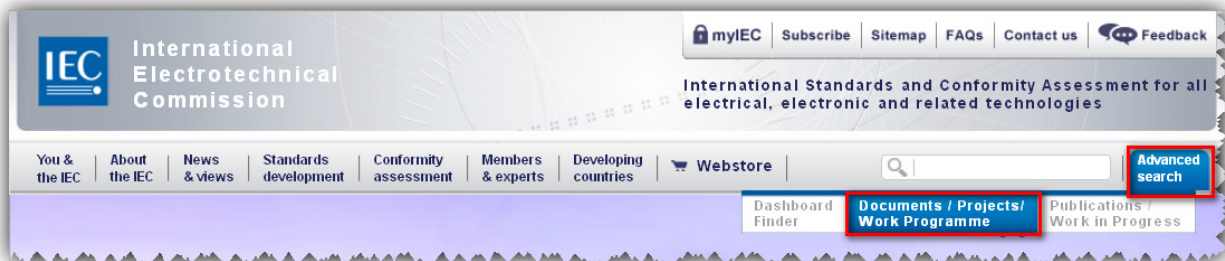 myIEC
Subscribe
Sitemap
FAQs
Contact us
Feedback
IEC
International
Electrotechnical
Commission
International Standards and Conformity Assessment for all
electrical, electronic and related technologies
You &
the IEC
About
the IEC
News
& views
Standards
development
Conformity
assessment
Members
& experts
Developing
countries
Webstore
Advanced
search
Dashboard
Finder
Documents / Projects/
Work Programme
Publications /
Work in Progress